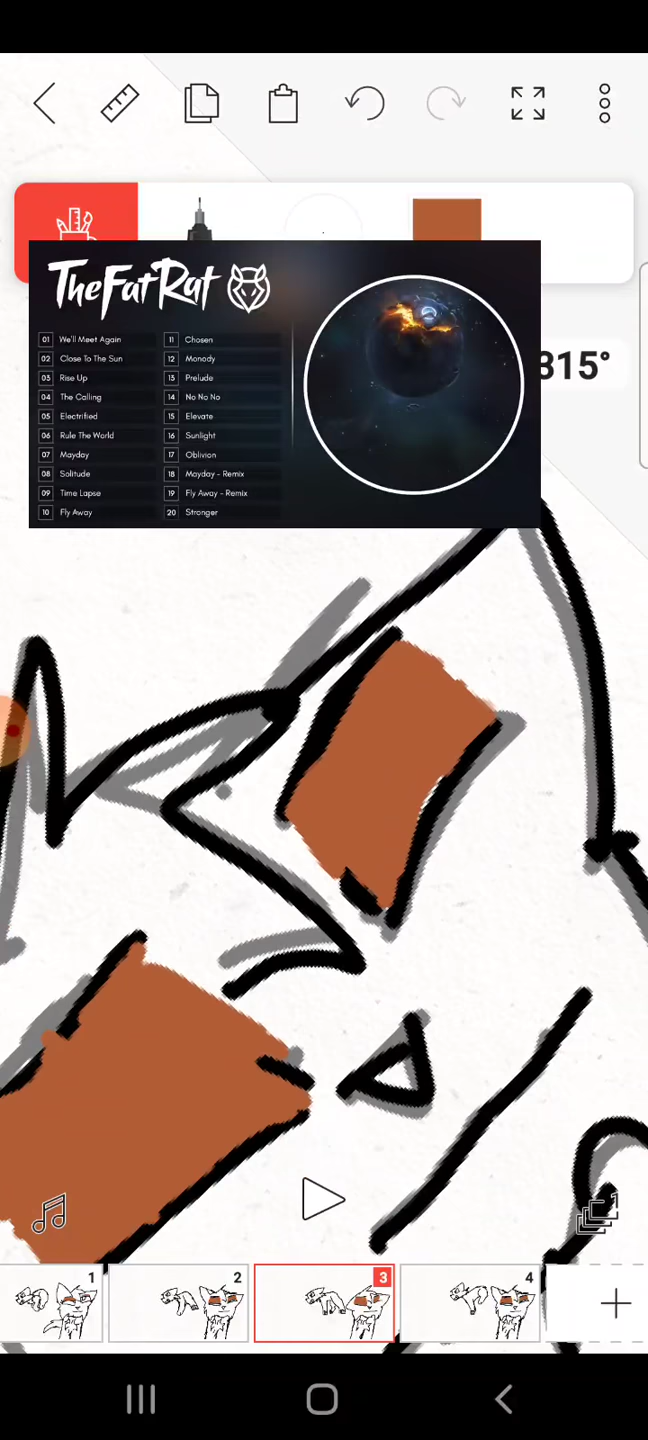 TheFatRat
315°
01 We'll Meet Again
02 Close To The Sun
03 Rise Up
04 The Calling
05 Electrified
06 Rule The World
07 Mayday
08 Solitude
09 Time Lapse
10 Fly Away
11 Chosen
12 Monody
13 Prelude
14 No No No
15 Elevate
16 Sunlight
17 Oblivion
18 Mayday - Remix
19 Fly Away - Remix
20 Stronger
1
1
2
3
4